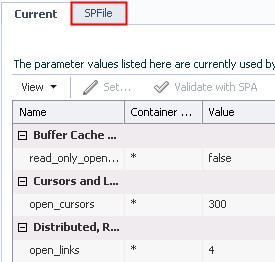 Current SPFile
The parameter values listed here are currently used by
View Set... Validate with SPA
Name Container ... Value
Buffer Cache ...
read_only_open... * false
Cursors and L...
open_cursors * 300
Distributed, R...
open_links * 4